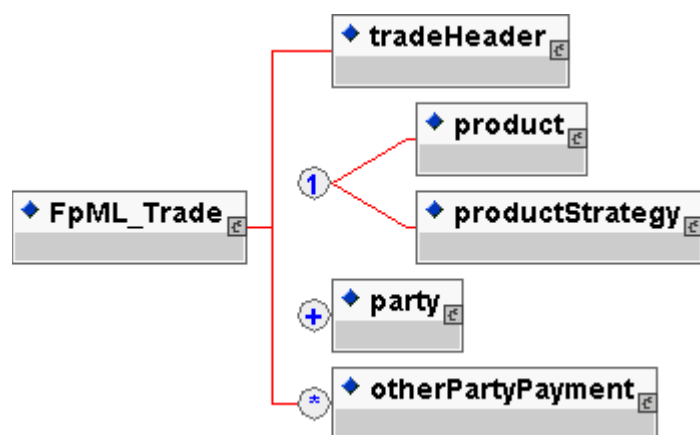 tradeHeader
product
1
FpML_Trade
productStrategy
+
party
*
otherPartyPayment